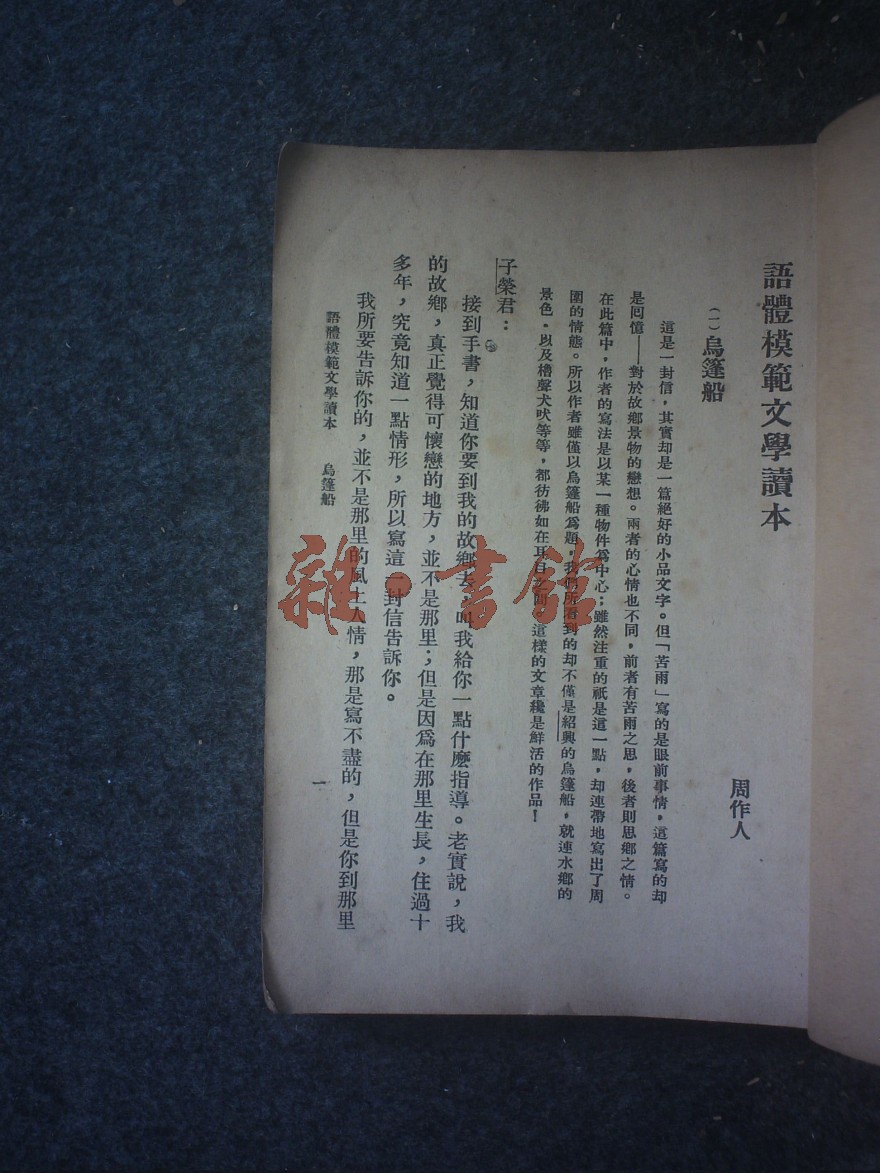 語體模範文學讀本
(一)烏篷船
周作人
這是一封信,其實却是一篇絕好的小品文字。但「苦雨」寫的是眼前事情,這篇寫的却
是囘憶——對於故鄉景物的戀想。兩者的心情也不同,前者有苦雨之思,後者則思鄉之情。
在此篇中,作者的寫法是以某一種物件爲中心;雖然注重的祇是這一點,却連帶地寫出了周
圍的情態。所以作者雖僅以烏篷船爲題,我們所看到的却不僅是紹興的烏篷船,就連水鄉的
景色,以及櫓聲犬吠等等,都彷彿如在耳目之間,這樣的文章纔是鮮活的作品!
子榮君:
接到手書,知道你要到我的故鄉去,叫我給你一點什麽指導。老實說,我
的故鄉,真正覺得可懷戀的地方,並不是那里;但是因爲在那里生長,住過十
多年,究竟知道一點情形,所以寫這一封信告訴你。
我所要告訴你的,並不是那里的風土人情,那是寫不盡的,但是你到那里
語體模範文學讀本 烏篷船
一
雜·書館